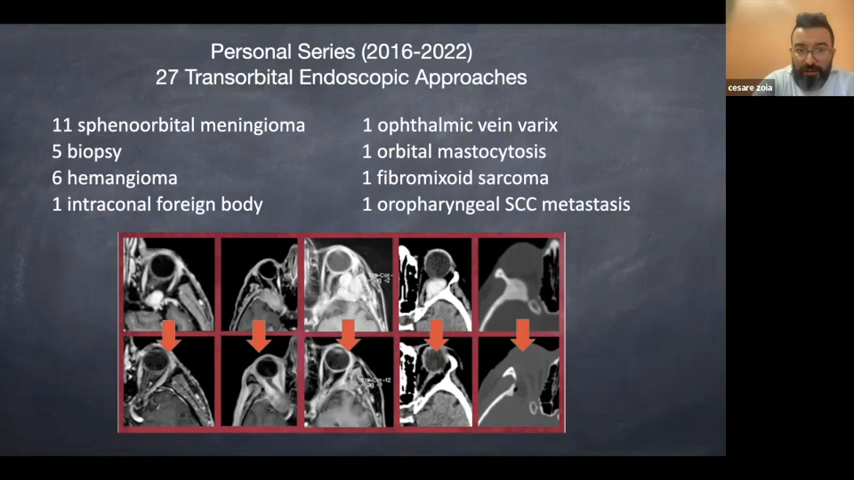 Personal Series (2016-2022)
27 Transorbital Endoscopic Approaches
11 sphenoorbital meningioma
5 biopsy
6 hemangioma
1 intraconal foreign body
1 ophthalmic vein varix
1 orbital mastocytosis
1 fibromixoid sarcoma
1 oropharyngeal SCC metastasis
cesare zoia